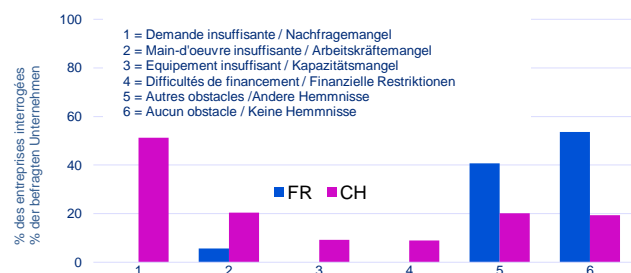 % des entreprises interrogées
% der befragten Unternehmen
100
80
60
40
20
0
1 = Demande insuffisante / Nachfragemangel
2 = Main-d'oeuvre insuffisante / Arbeitskräftemangel
3 = Equipement insuffisant / Kapazitätsmangel
4 = Difficultés de financement / Finanzielle Restriktionen
5 = Autres obstacles /Andere Hemmnisse
6 = Aucun obstacle / Keine Hemmnisse
FR CH
1 2 3 4 5 6